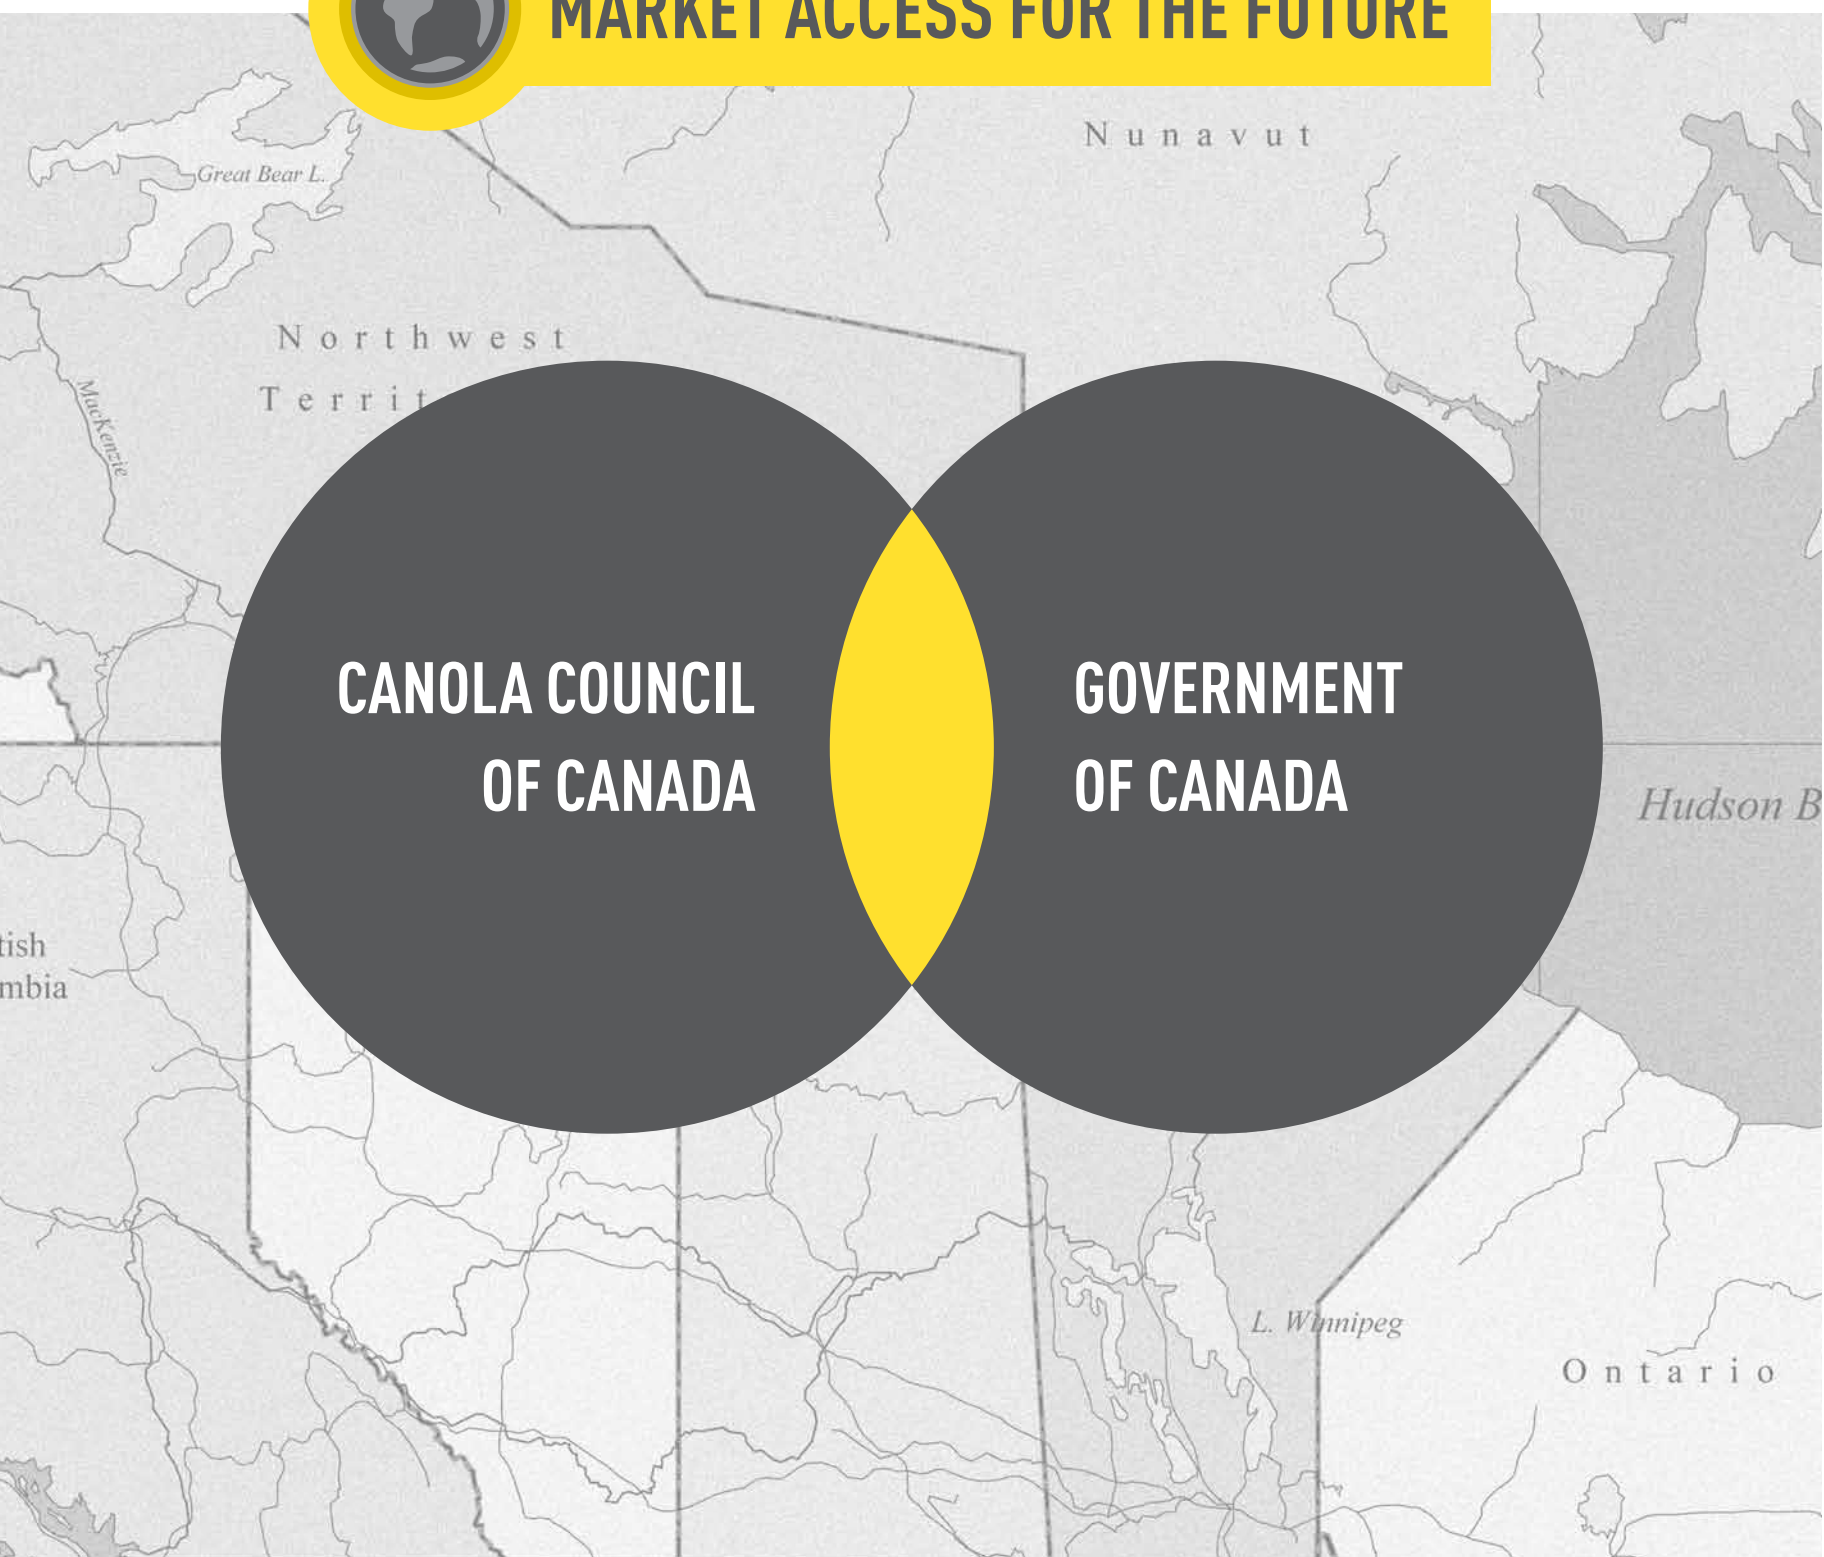 MARKET ACCESS FOR THE FUTURE
Nunavut
Great Bear L.
Northwest
Territ
MacKenzie
CANOLA COUNCIL
OF CANADA
GOVERNMENT
OF CANADA
Hudson B
tish
mbia
L. Winnipeg
Ontario